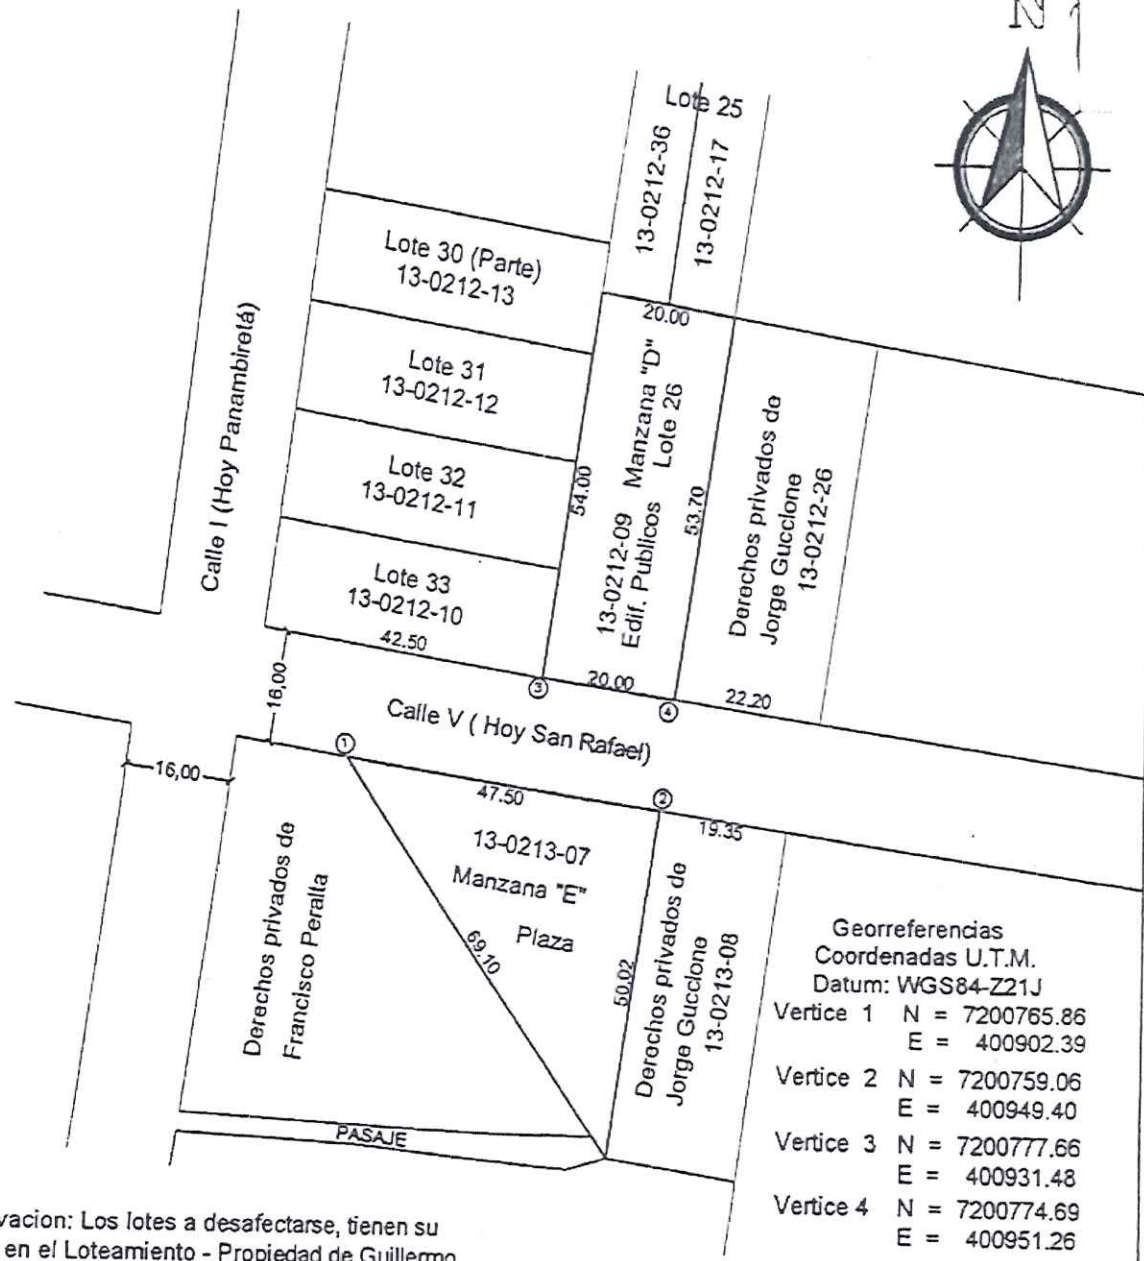 N
Lote 25
13-0212-36
13-0212-17
Lote 30 (Parte)
13-0212-13
20.00
Lote 31
13-0212-12
Calle I (Hoy Panambiretá)
Lote 32
13-0212-11
54.00
13-0212-09 Manzana "D"
Edif. Publicos Lote 26
53.70
Derechos privados de
Jorge Gucclone
13-0212-26
Lote 33
13-0212-10
42.50
16,00
3
20.00
4
22.20
Calle V ( Hoy San Rafael)
1
16,00
47.50
2
19.35
13-0213-07
Manzana "E"
Plaza
Derechos privados de
Francisco Peralta
69.10
50.02
Derechos privados de
Jorge Gucclone
13-0213-08
PASAJE
Georreferencias
Coordenadas U.T.M.
Datum: WGS84-Z21J
Vertice 1 N = 7200765.86
E = 400902.39
Vertice 2 N = 7200759.06
E = 400949.40
Vertice 3 N = 7200777.66
E = 400931.48
Vertice 4 N = 7200774.69
E = 400951.26
vacion: Los lotes a desafectarse, tienen su
en el Loteamiento - Propiedad de Guillermo